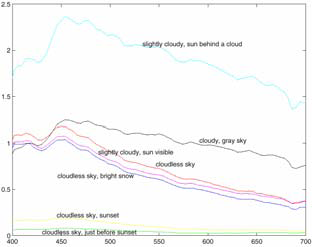 2.5
slightly cloudy, sun behind a cloud
2
1.5
cloudy, gray sky
1
slightly cloudy, sun visible
cloudless sky
cloudless sky, bright snow
0.5
cloudless sky, sunset
cloudless sky, just before sunset
0
400 450 500 550 600 650 700